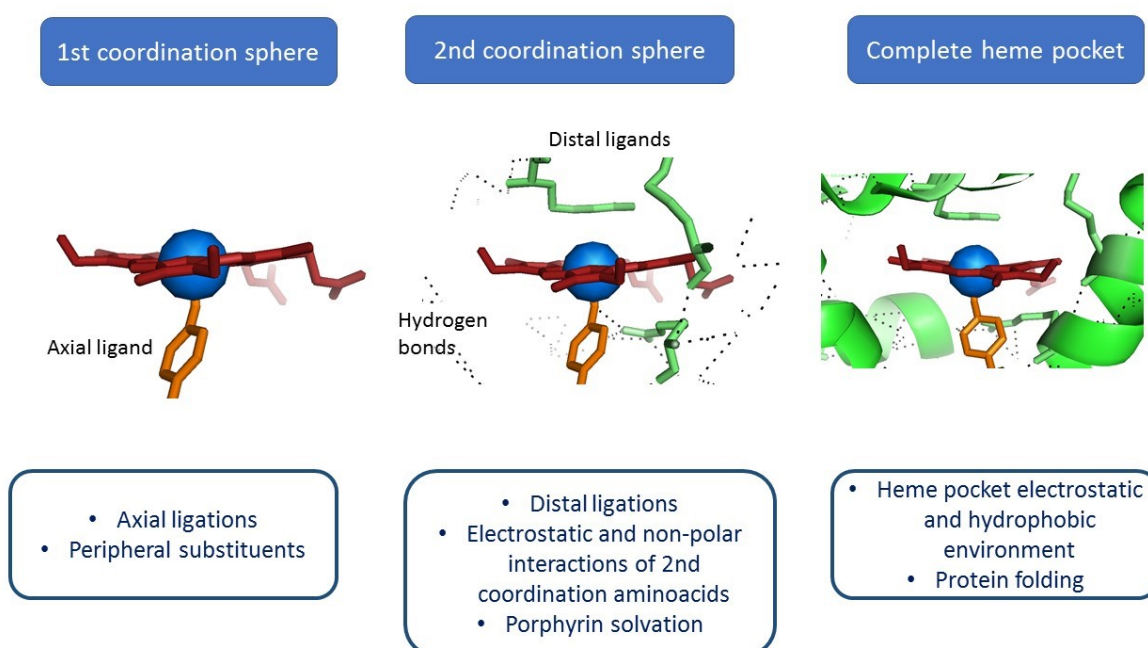 1st coordination sphere
2nd coordination sphere
Complete heme pocket
Distal ligands
Axial ligand
Hydrogen
bonds
• Axial ligations
• Peripheral substituents
• Distal ligations
• Electrostatic and non-polar
interactions of 2nd
coordination aminoacids
• Porphyrin solvation
• Heme pocket electrostatic
and hydrophobic
environment
• Protein folding